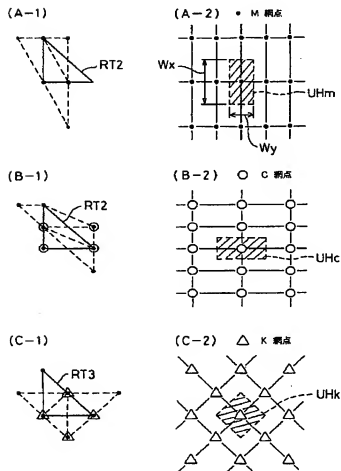 (A-1)
RT2
(A-2) • M 網点
Wx
UHm
Wy
(B-1)
RT2
(B-2) ○ C 網点
UHc
(C-1)
RT3
(C-2) △ K 網点
UHk